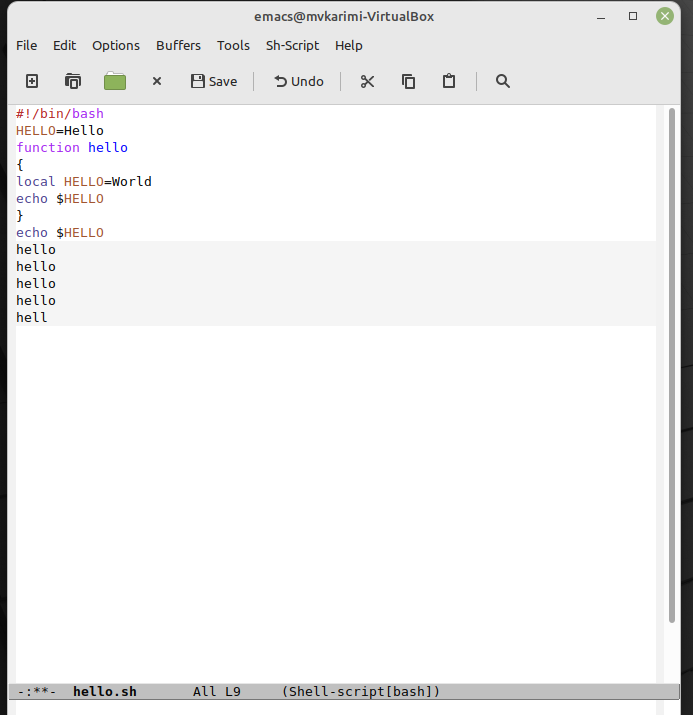 emacs@mvkarimi-VirtualBox
File Edit Options Buffers Tools Sh-Script Help
Save Undo
#!/bin/bash
HELLO=Hello
function hello
{
local HELLO=World
echo $HELLO
}
echo $HELLO
hello
hello
hello
hello
hell
-:**- hello.sh All L9 (Shell-script[bash])